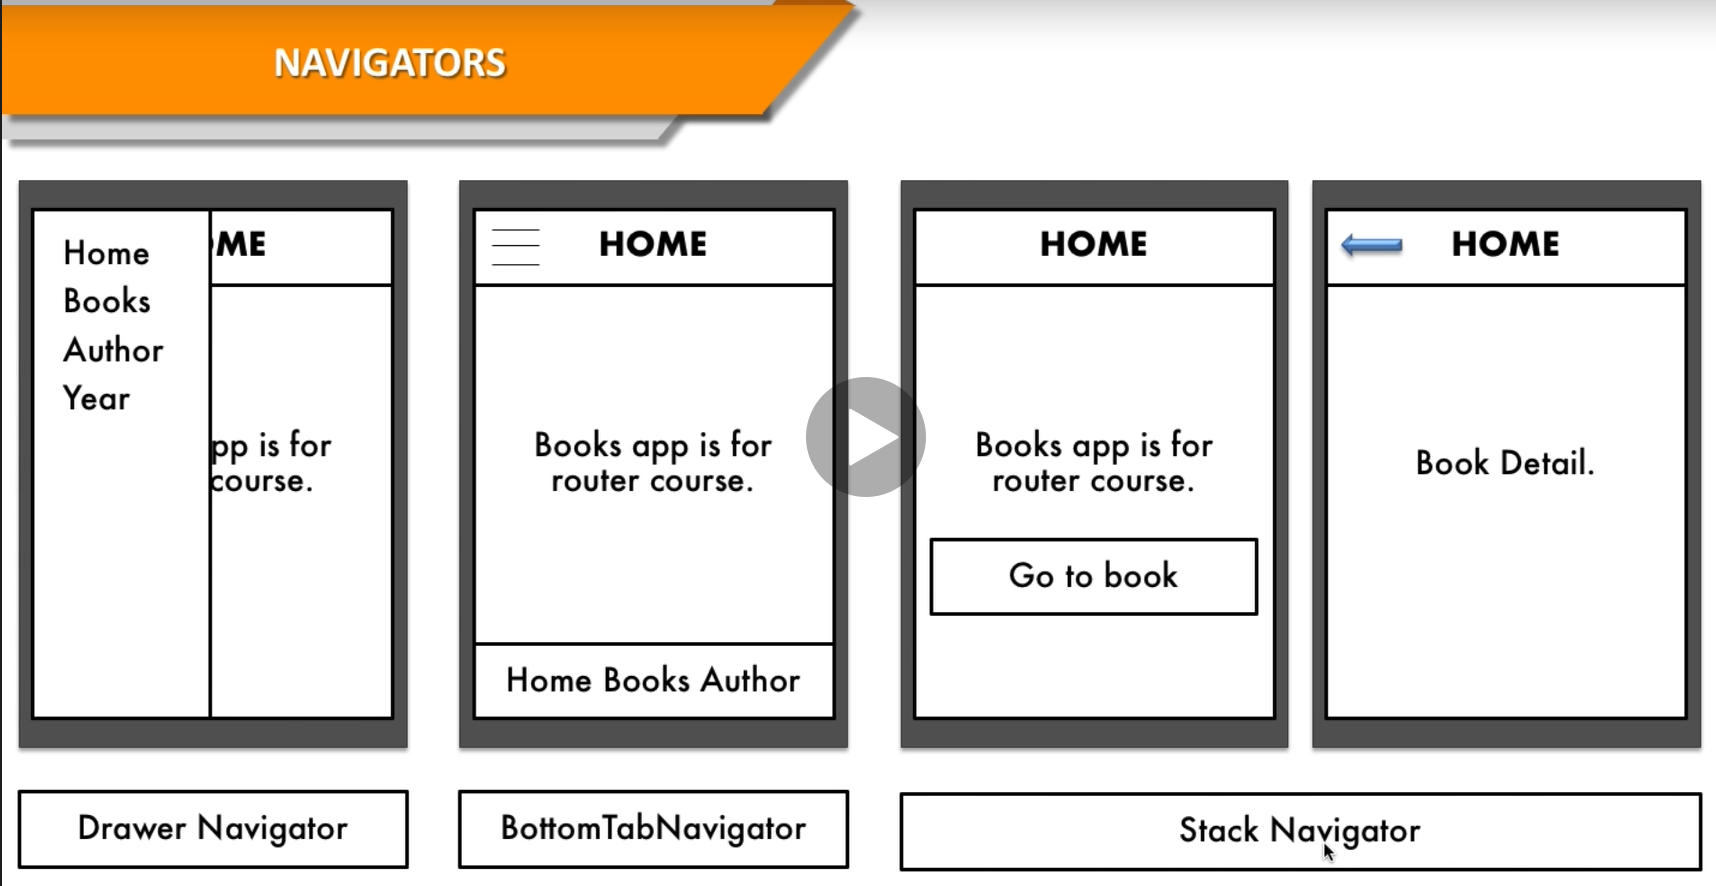 NAVIGATORS
Home
Books
Author
Year
OME
pp is for
course.
HOME
Books app is for
router course.
Home Books Author
HOME
Books app is for
router course.
Go to book
HOME
Book Detail.
Drawer Navigator
BottomTabNavigator
Stack Navigator